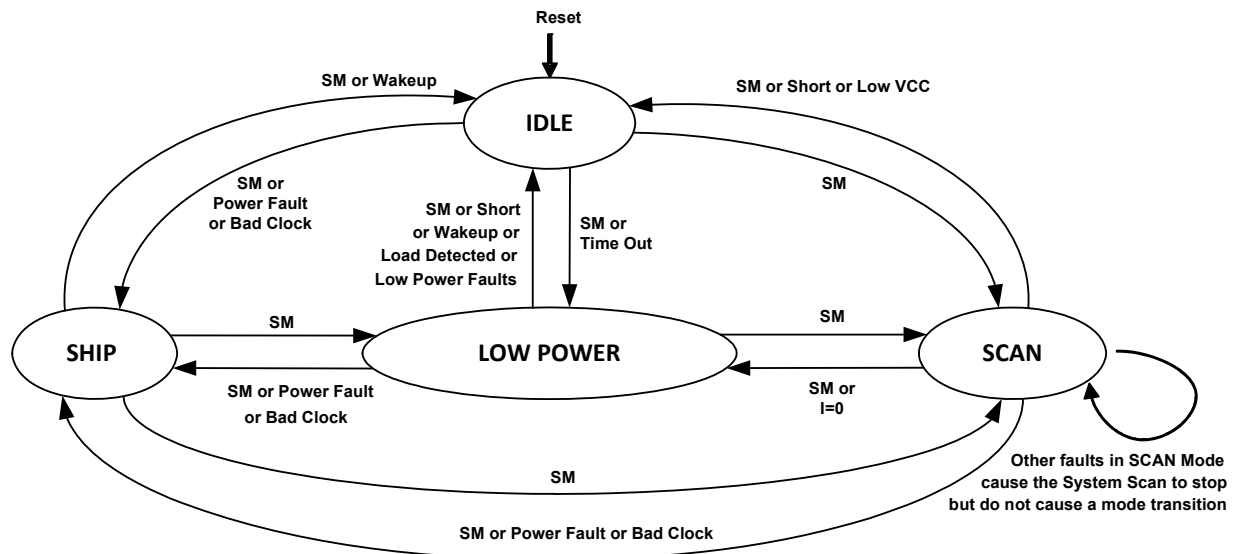 Reset
SM or Wakeup
SM or Short or Low VCC
IDLE
SM or
Power Fault
or Bad Clock
SM or Short
or Wakeup or
Load Detected or
Low Power Faults
SM or
Time Out
SM
SHIP
SM
LOW POWER
SM
SCAN
SM or Power Fault
or Bad Clock
SM or
I=0
SM
Other faults in SCAN Mode
cause the System Scan to stop
but do not cause a mode transition
SM or Power Fault or Bad Clock